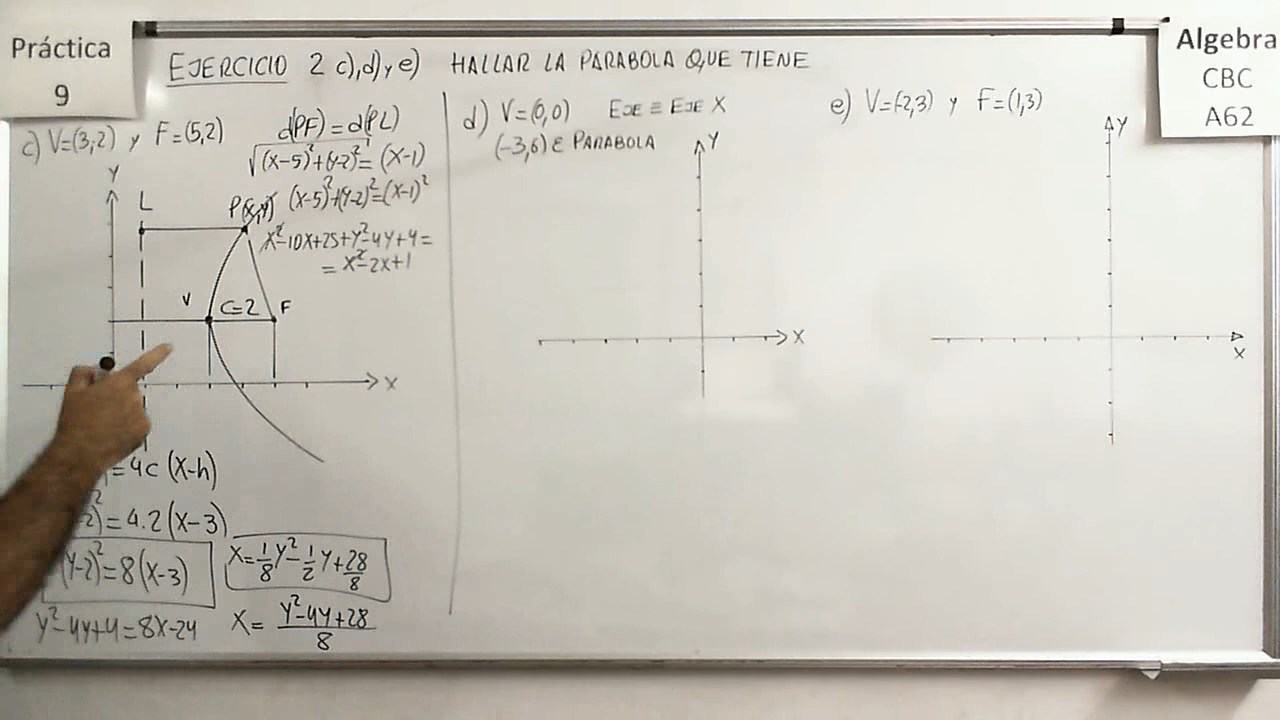 Práctica
9
EJERCICIO 2 c), d) y e) HALLAR LA PARABOLA QUE TIENE
Algebra
CBC
A62
c) V=(3,2) y F=(5,2)
d(PF)=d(PL)
√(x-5)²+(y-2)²=(x-1)
(x-5)²+(y-2)²=(x-1)²
x²-10x+25+y²-4y+4=
= x²-2x+1
Y
L
P(x,y)
V
C=2
F
X
=4c(x-h)
-2)²=4.2(x-3)
(y-2)²=8(x-3)
y²-4y+4=8x-24
x=1/8y²-1/2y+28/8
x= y²-4y+28/8
d) V=(0,0) EJE ≡ EJE X
(-3,6) ∈ PARABOLA
Y
X
e) V=(-2,3) y F=(1,3)
Y
X